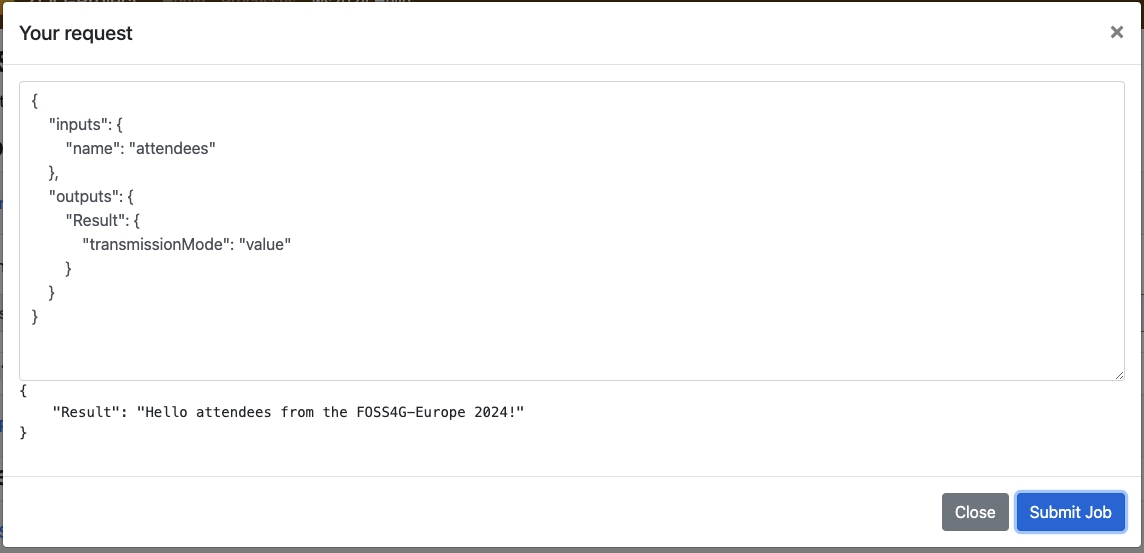 Your request
×
{
"inputs": {
"name": "attendees"
},
"outputs": {
"Result": {
"transmissionMode": "value"
}
}
}
{
"Result": "Hello attendees from the FOSS4G-Europe 2024!"
}
Close
Submit Job